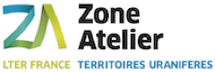 ZA Zone
Atelier
LTER FRANCE TERRITOIRES URANIFERES